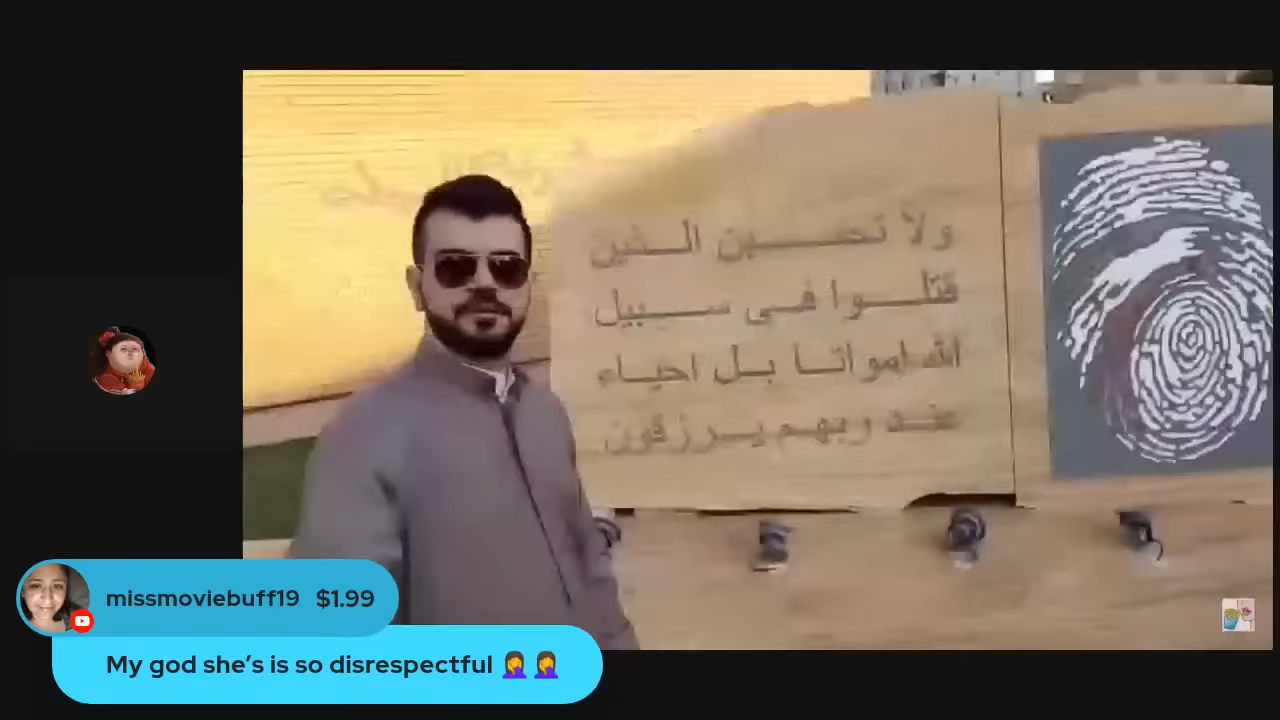 ولا تحسبن الذين
قتلوا في سبيل
الله امواتا بل احياء
عند ربهم يرزقون
missmoviebuff19 $1.99
My god she’s is so disrespectful 🤦‍♀️🤦‍♀️